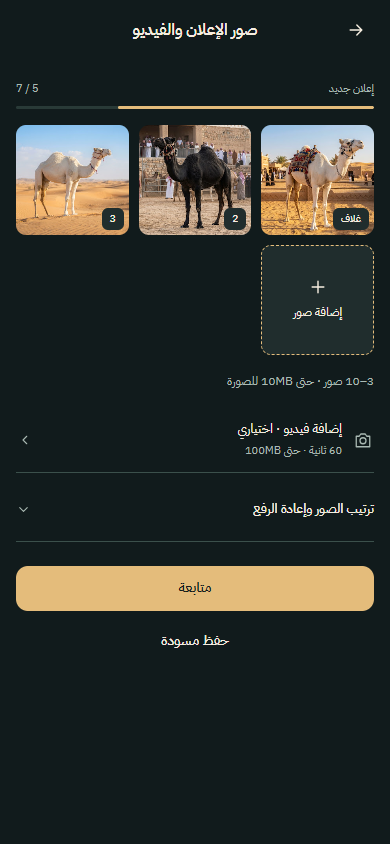 صور الإعلان والفيديو
إعلان جديد
7 / 5
غلاف
2
3
إضافة صور
3–10 صور · حتى 10MB للصورة
إضافة فيديو · اختياري
60 ثانية · حتى 100MB
ترتيب الصور وإعادة الرفع
متابعة
حفظ مسودة